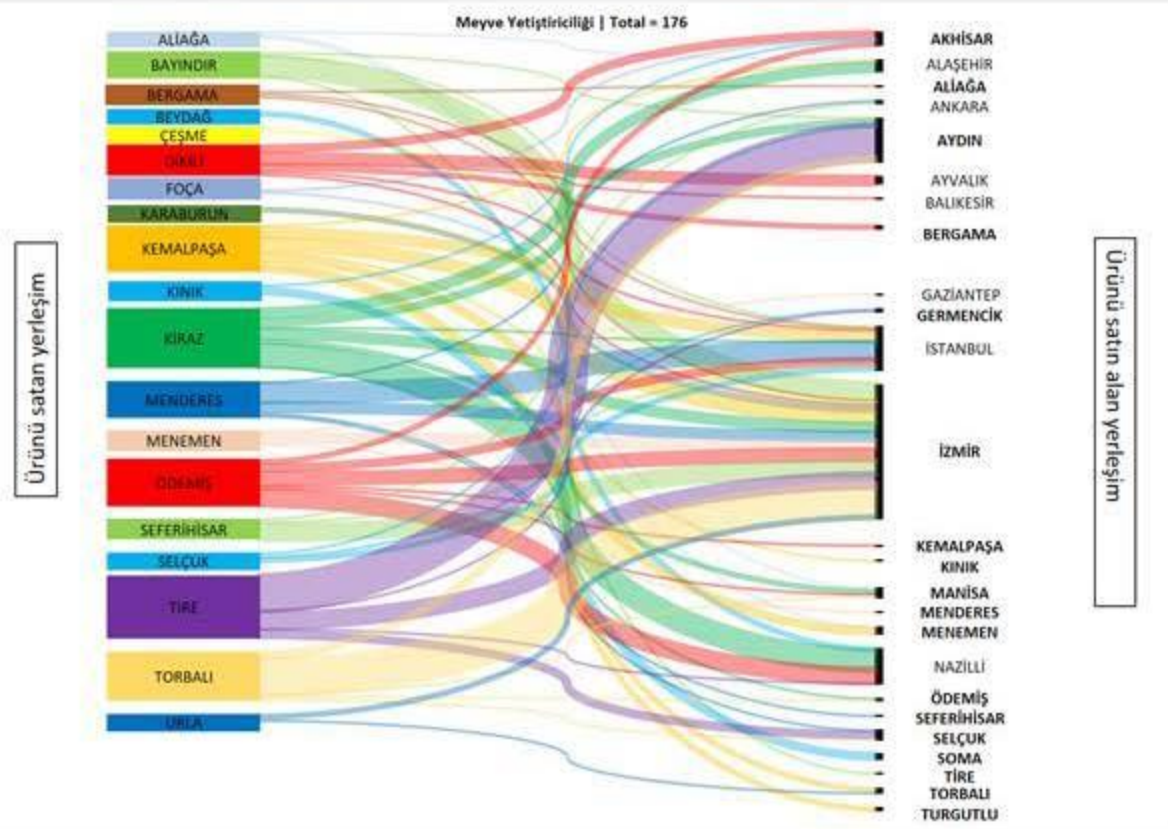 Meyve Yetiştiriciliği | Total = 176
Ürünü satan yerleşim
ALİAĞA
BAYINDIR
BERGAMA
BEYDAĞ
ÇEŞME
DİKİLİ
FOÇA
KARABURUN
KEMALPAŞA
KINIK
KİRAZ
MENDERES
MENEMEN
ÖDEMİŞ
SEFERİHİSAR
SELÇUK
TİRE
TORBALI
URLA
AKHİSAR
ALAŞEHİR
ALİAĞA
ANKARA
AYDIN
AYVALIK
BALIKESİR
BERGAMA
GAZİANTEP
GERMENCİK
İSTANBUL
İZMİR
KEMALPAŞA
KINIK
MANİSA
MENDERES
MENEMEN
NAZİLLİ
ÖDEMİŞ
SEFERİHİSAR
SELÇUK
SOMA
TİRE
TORBALI
TURGUTLU
Ürünü satın alan yerleşim